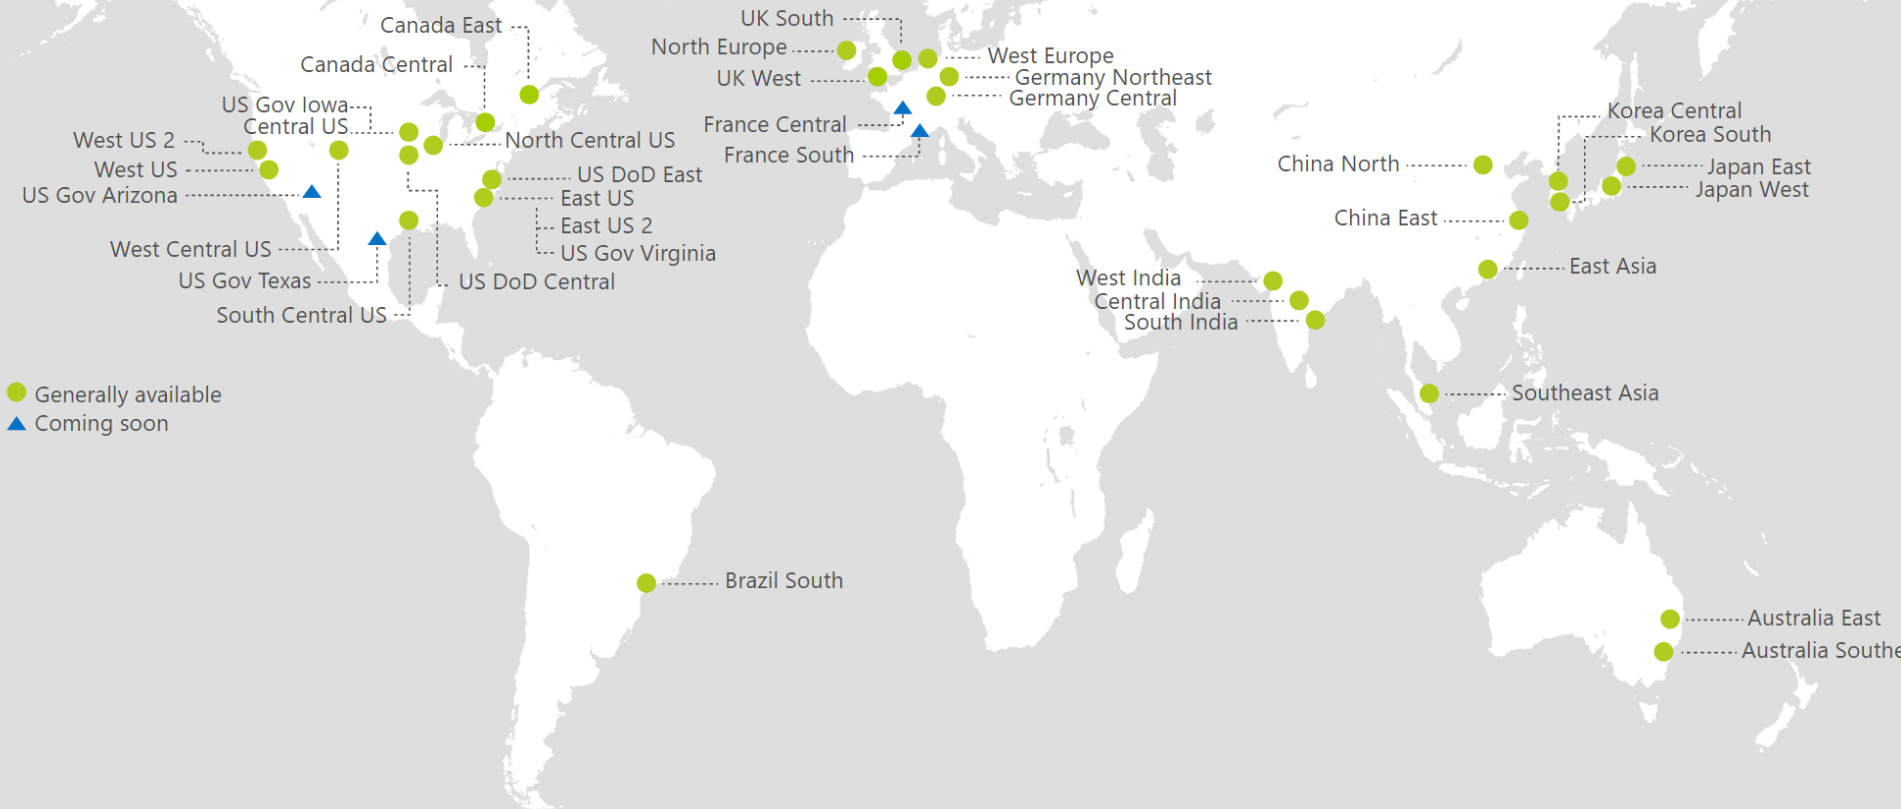 Canada East
Canada Central
US Gov Iowa
Central US
West US 2
West US
US Gov Arizona
North Central US
US DoD East
East US
East US 2
US Gov Virginia
West Central US
US Gov Texas
US DoD Central
South Central US
UK South
North Europe
UK West
West Europe
Germany Northeast
Germany Central
France Central
France South
Korea Central
Korea South
China North
Japan East
Japan West
China East
East Asia
West India
Central India
South India
Southeast Asia
Generally available
Coming soon
Brazil South
Australia East
Australia Southe